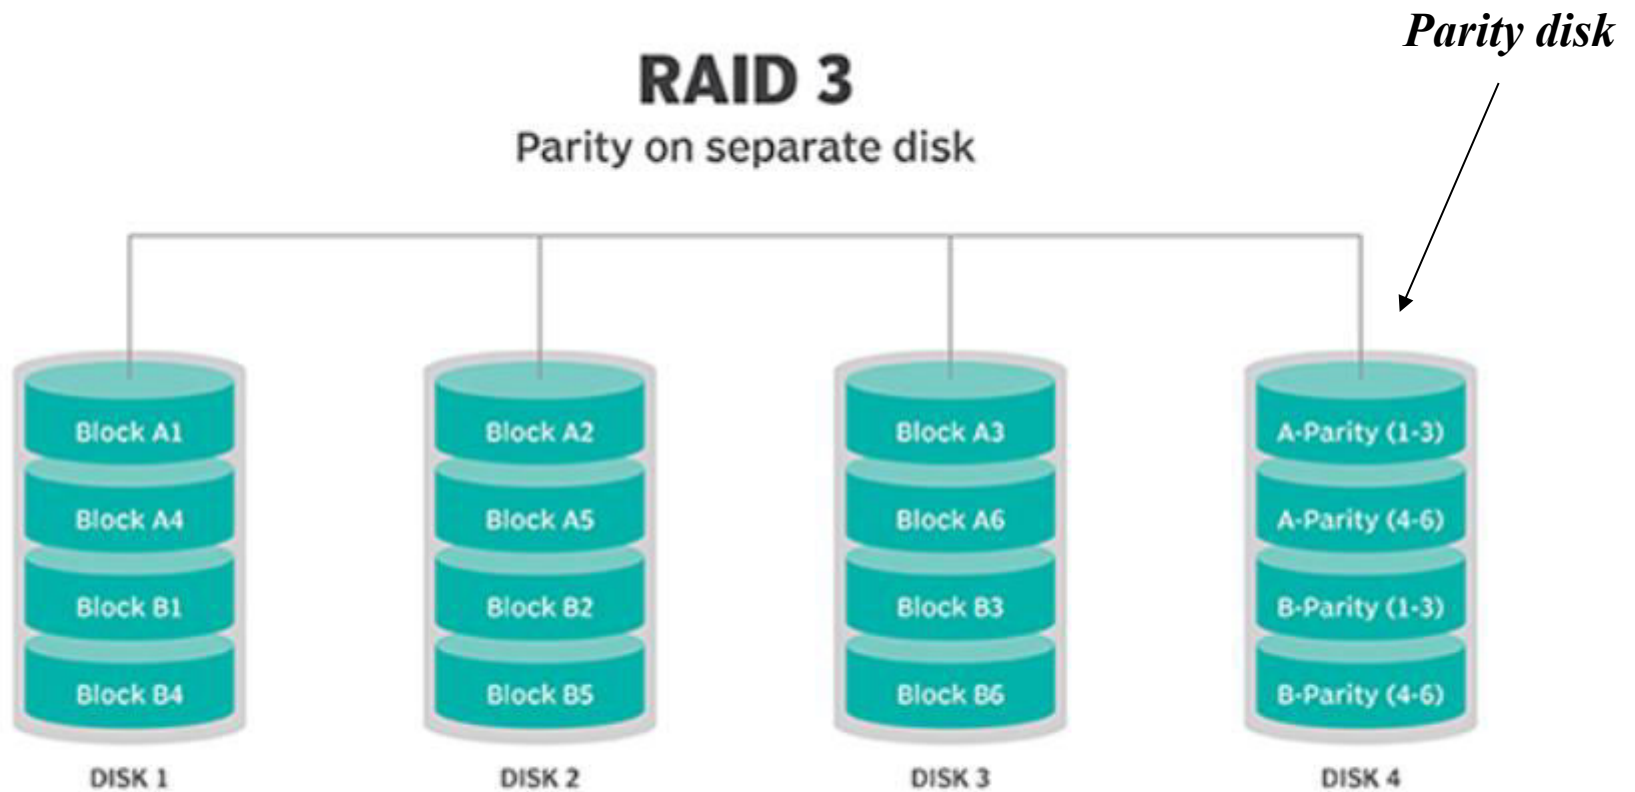 Parity disk
RAID 3
Parity on separate disk
Block A1
Block A4
Block B1
Block B4
DISK 1
Block A2
Block A5
Block B2
Block B5
DISK 2
Block A3
Block A6
Block B3
Block B6
DISK 3
A-Parity (1-3)
A-Parity (4-6)
B-Parity (1-3)
B-Parity (4-6)
DISK 4